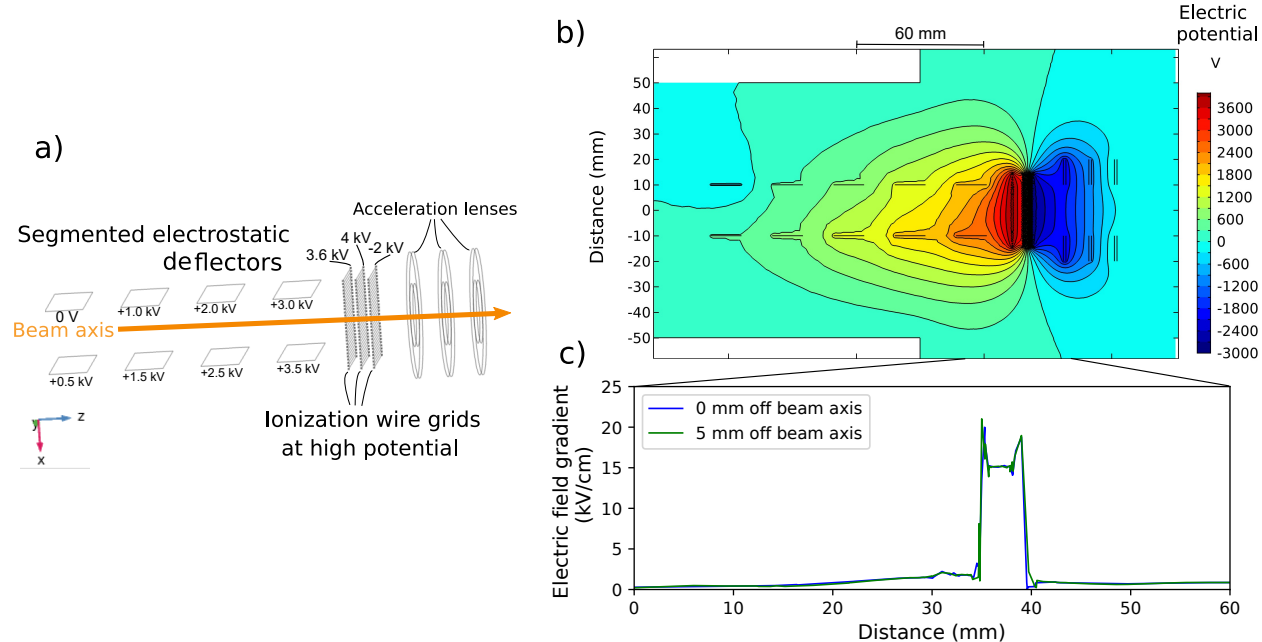 a)
Segmented electrostatic
deflectors
Acceleration lenses
3.6 kV
4 kV
-2 kV
0 V
+1.0 kV
+2.0 kV
+3.0 kV
Beam axis
+0.5 kV
+1.5 kV
+2.5 kV
+3.5 kV
Ionization wire grids
at high potential
y
z
x
b)
60 mm
Electric
potential
V
Distance (mm)
50
40
30
20
10
0
-10
-20
-30
-40
-50
3600
3000
2400
1800
1200
600
0
-600
-1200
-1800
-2400
-3000
c)
Electric field gradient
(kV/cm)
25
20
15
10
5
0
0 mm off beam axis
5 mm off beam axis
0 10 20 30 40 50 60
Distance (mm)